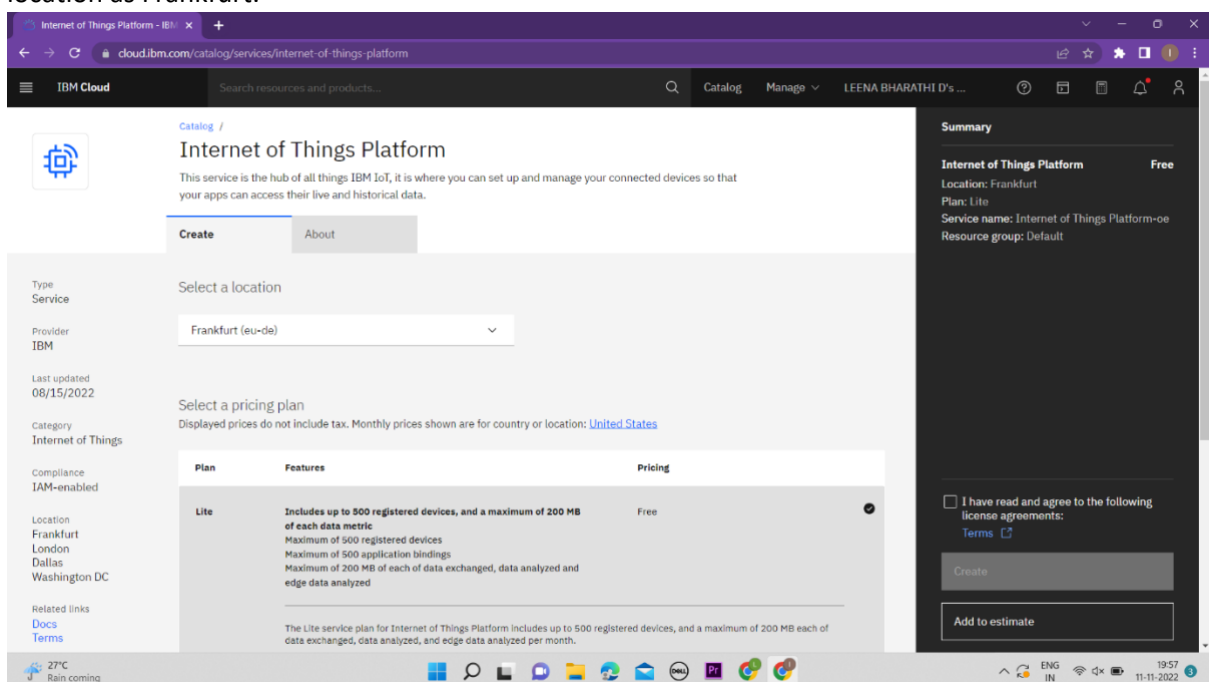 location as Frankfurt.
Internet of Things Platform - IBM
cloud.ibm.com/catalog/services/internet-of-things-platform
IBM Cloud
Search resources and products...
Catalog
Manage
LEENA BHARATHI D's ...
Catalog /
Internet of Things Platform
This service is the hub of all things IBM IoT, it is where you can set up and manage your connected devices so that
your apps can access their live and historical data.
Create
About
Type
Service
Provider
IBM
Last updated
08/15/2022
Category
Internet of Things
Compliance
IAM-enabled
Location
Frankfurt
London
Dallas
Washington DC
Related links
Docs
Terms
Select a location
Frankfurt (eu-de)
Select a pricing plan
Displayed prices do not include tax. Monthly prices shown are for country or location: United States
Plan Features Pricing
Lite
Includes up to 500 registered devices, and a maximum of 200 MB
of each data metric
Maximum of 500 registered devices
Maximum of 500 application bindings
Maximum of 200 MB of each of data exchanged, data analyzed and
edge data analyzed
Free
The Lite service plan for Internet of Things Platform includes up to 500 registered devices, and a maximum of 200 MB each of
data exchanged, data analyzed, and edge data analyzed per month.
Summary
Internet of Things Platform Free
Location: Frankfurt
Plan: Lite
Service name: Internet of Things Platform-oe
Resource group: Default
I have read and agree to the following
license agreements:
Terms
Create
Add to estimate
27°C
Rain coming
DELL
ENG
IN
19:57
11-11-2022
3